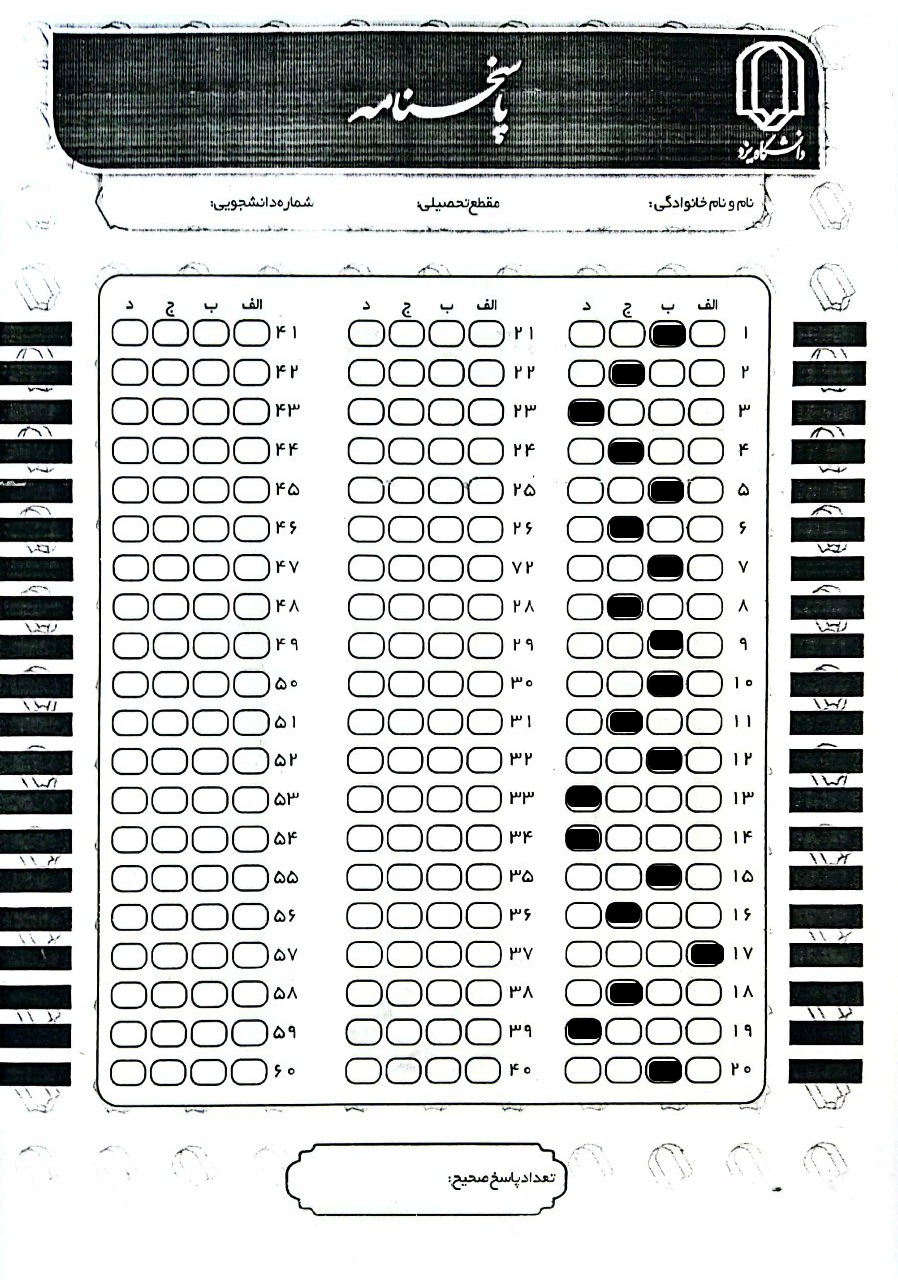 پاسخنامه
دانشگاه یزد
نام و نام خانوادگی: مقطع تحصیلی: شماره دانشجویی:
الف ب ج د الف ب ج د الف ب ج د
۱ ۲۱ ۴۱
۲ ۲۲ ۴۲
۳ ۲۳ ۴۳
۴ ۲۴ ۴۴
۵ ۲۵ ۴۵
۶ ۲۶ ۴۶
۷ ۷۲ ۴۷
۸ ۲۸ ۴۸
۹ ۲۹ ۴۹
۱۰ ۳۰ ۵۰
۱۱ ۳۱ ۵۱
۱۲ ۳۲ ۵۲
۱۳ ۳۳ ۵۳
۱۴ ۳۴ ۵۴
۱۵ ۳۵ ۵۵
۱۶ ۳۶ ۵۶
۱۷ ۳۷ ۵۷
۱۸ ۳۸ ۵۸
۱۹ ۳۹ ۵۹
۲۰ ۴۰ ۶۰
تعداد پاسخ صحیح: